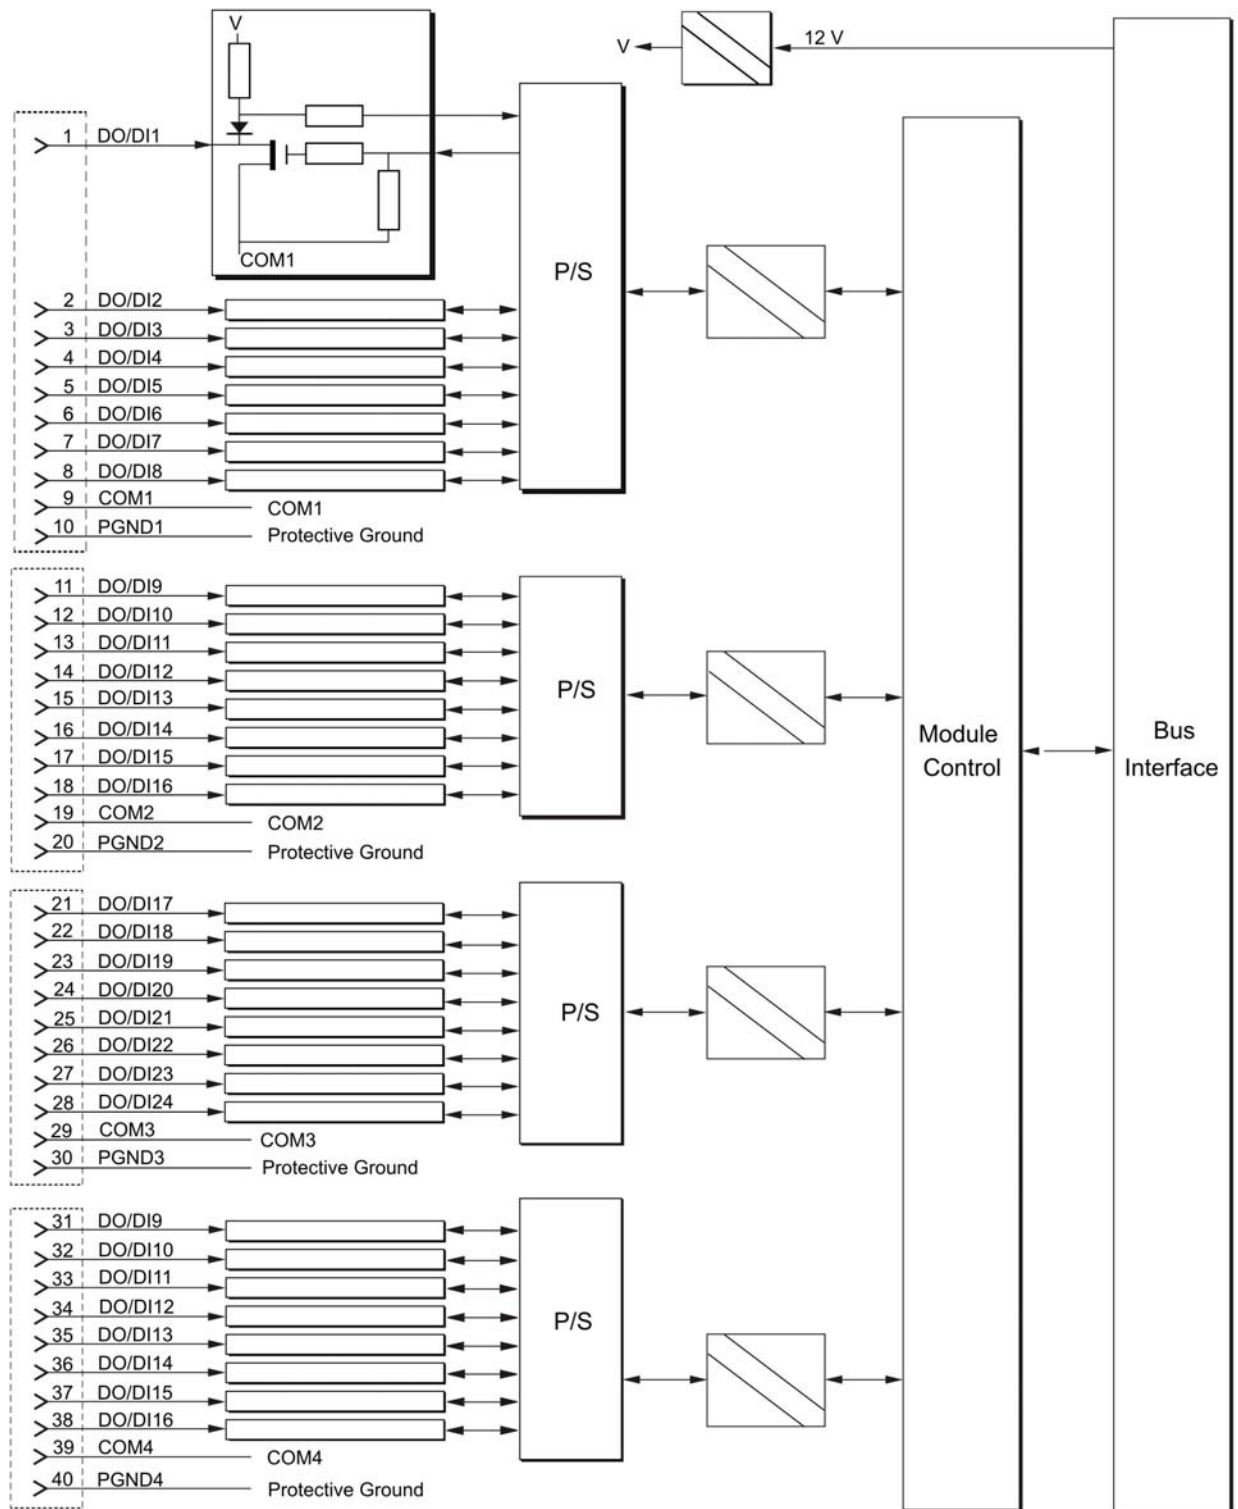 V
V
12 V
1 DO/DI1
COM1
P/S
2 DO/DI2
3 DO/DI3
4 DO/DI4
5 DO/DI5
6 DO/DI6
7 DO/DI7
8 DO/DI8
9 COM1 COM1
10 PGND1 Protective Ground
11 DO/DI9
12 DO/DI10
13 DO/DI11
14 DO/DI12
15 DO/DI13
16 DO/DI14
17 DO/DI15
18 DO/DI16
19 COM2 COM2
20 PGND2 Protective Ground
P/S
Module
Control
Bus
Interface
21 DO/DI17
22 DO/DI18
23 DO/DI19
24 DO/DI20
25 DO/DI21
26 DO/DI22
27 DO/DI23
28 DO/DI24
29 COM3 COM3
30 PGND3 Protective Ground
P/S
31 DO/DI9
32 DO/DI10
33 DO/DI11
34 DO/DI12
35 DO/DI13
36 DO/DI14
37 DO/DI15
38 DO/DI16
39 COM4 COM4
40 PGND4 Protective Ground
P/S